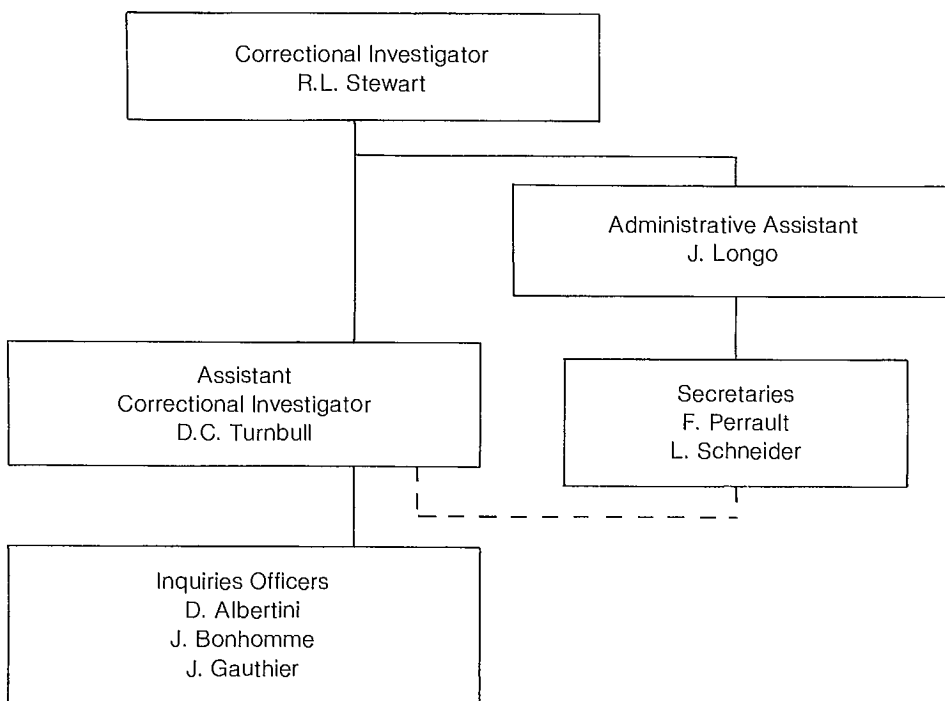 Correctional Investigator
R.L. Stewart
Administrative Assistant
J. Longo
Assistant
Correctional Investigator
D.C. Turnbull
Secretaries
F. Perrault
L. Schneider
Inquiries Officers
D. Albertini
J. Bonhomme
J. Gauthier